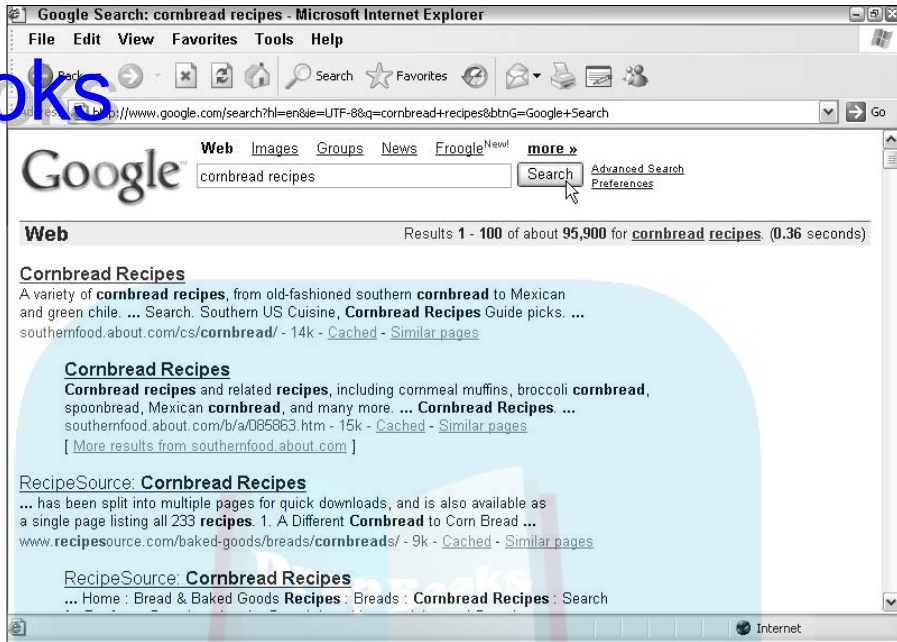 Google Search: cornbread recipes - Microsoft Internet Explorer
File Edit View Favorites Tools Help
oks
Back Search Favorites
http://www.google.com/search?hl=en&ie=UTF-8&q=cornbread+recipes&btnG=Google+Search Go
Web Images Groups News Froogle New! more »
Google™
cornbread recipes Search Advanced Search
Preferences
Web Results 1 - 100 of about 95,900 for cornbread recipes. (0.36 seconds)
Cornbread Recipes
A variety of cornbread recipes, from old-fashioned southern cornbread to Mexican
and green chile. ... Search. Southern US Cuisine, Cornbread Recipes Guide picks. ...
southernfood.about.com/cs/cornbread/ - 14k - Cached - Similar pages
Cornbread Recipes
Cornbread recipes and related recipes, including cornmeal muffins, broccoli cornbread,
spoonbread, Mexican cornbread, and many more. ... Cornbread Recipes. ...
southernfood.about.com/b/a/085863.htm - 15k - Cached - Similar pages
[ More results from southernfood.about.com ]
RecipeSource: Cornbread Recipes
... has been split into multiple pages for quick downloads, and is also available as
a single page listing all 233 recipes. 1. A Different Cornbread to Corn Bread ...
www.recipesource.com/baked-goods/breads/cornbreads/ - 9k - Cached - Similar pages
RecipeSource: Cornbread Recipes
... Home : Bread & Baked Goods Recipes : Breads : Cornbread Recipes : Search
Internet